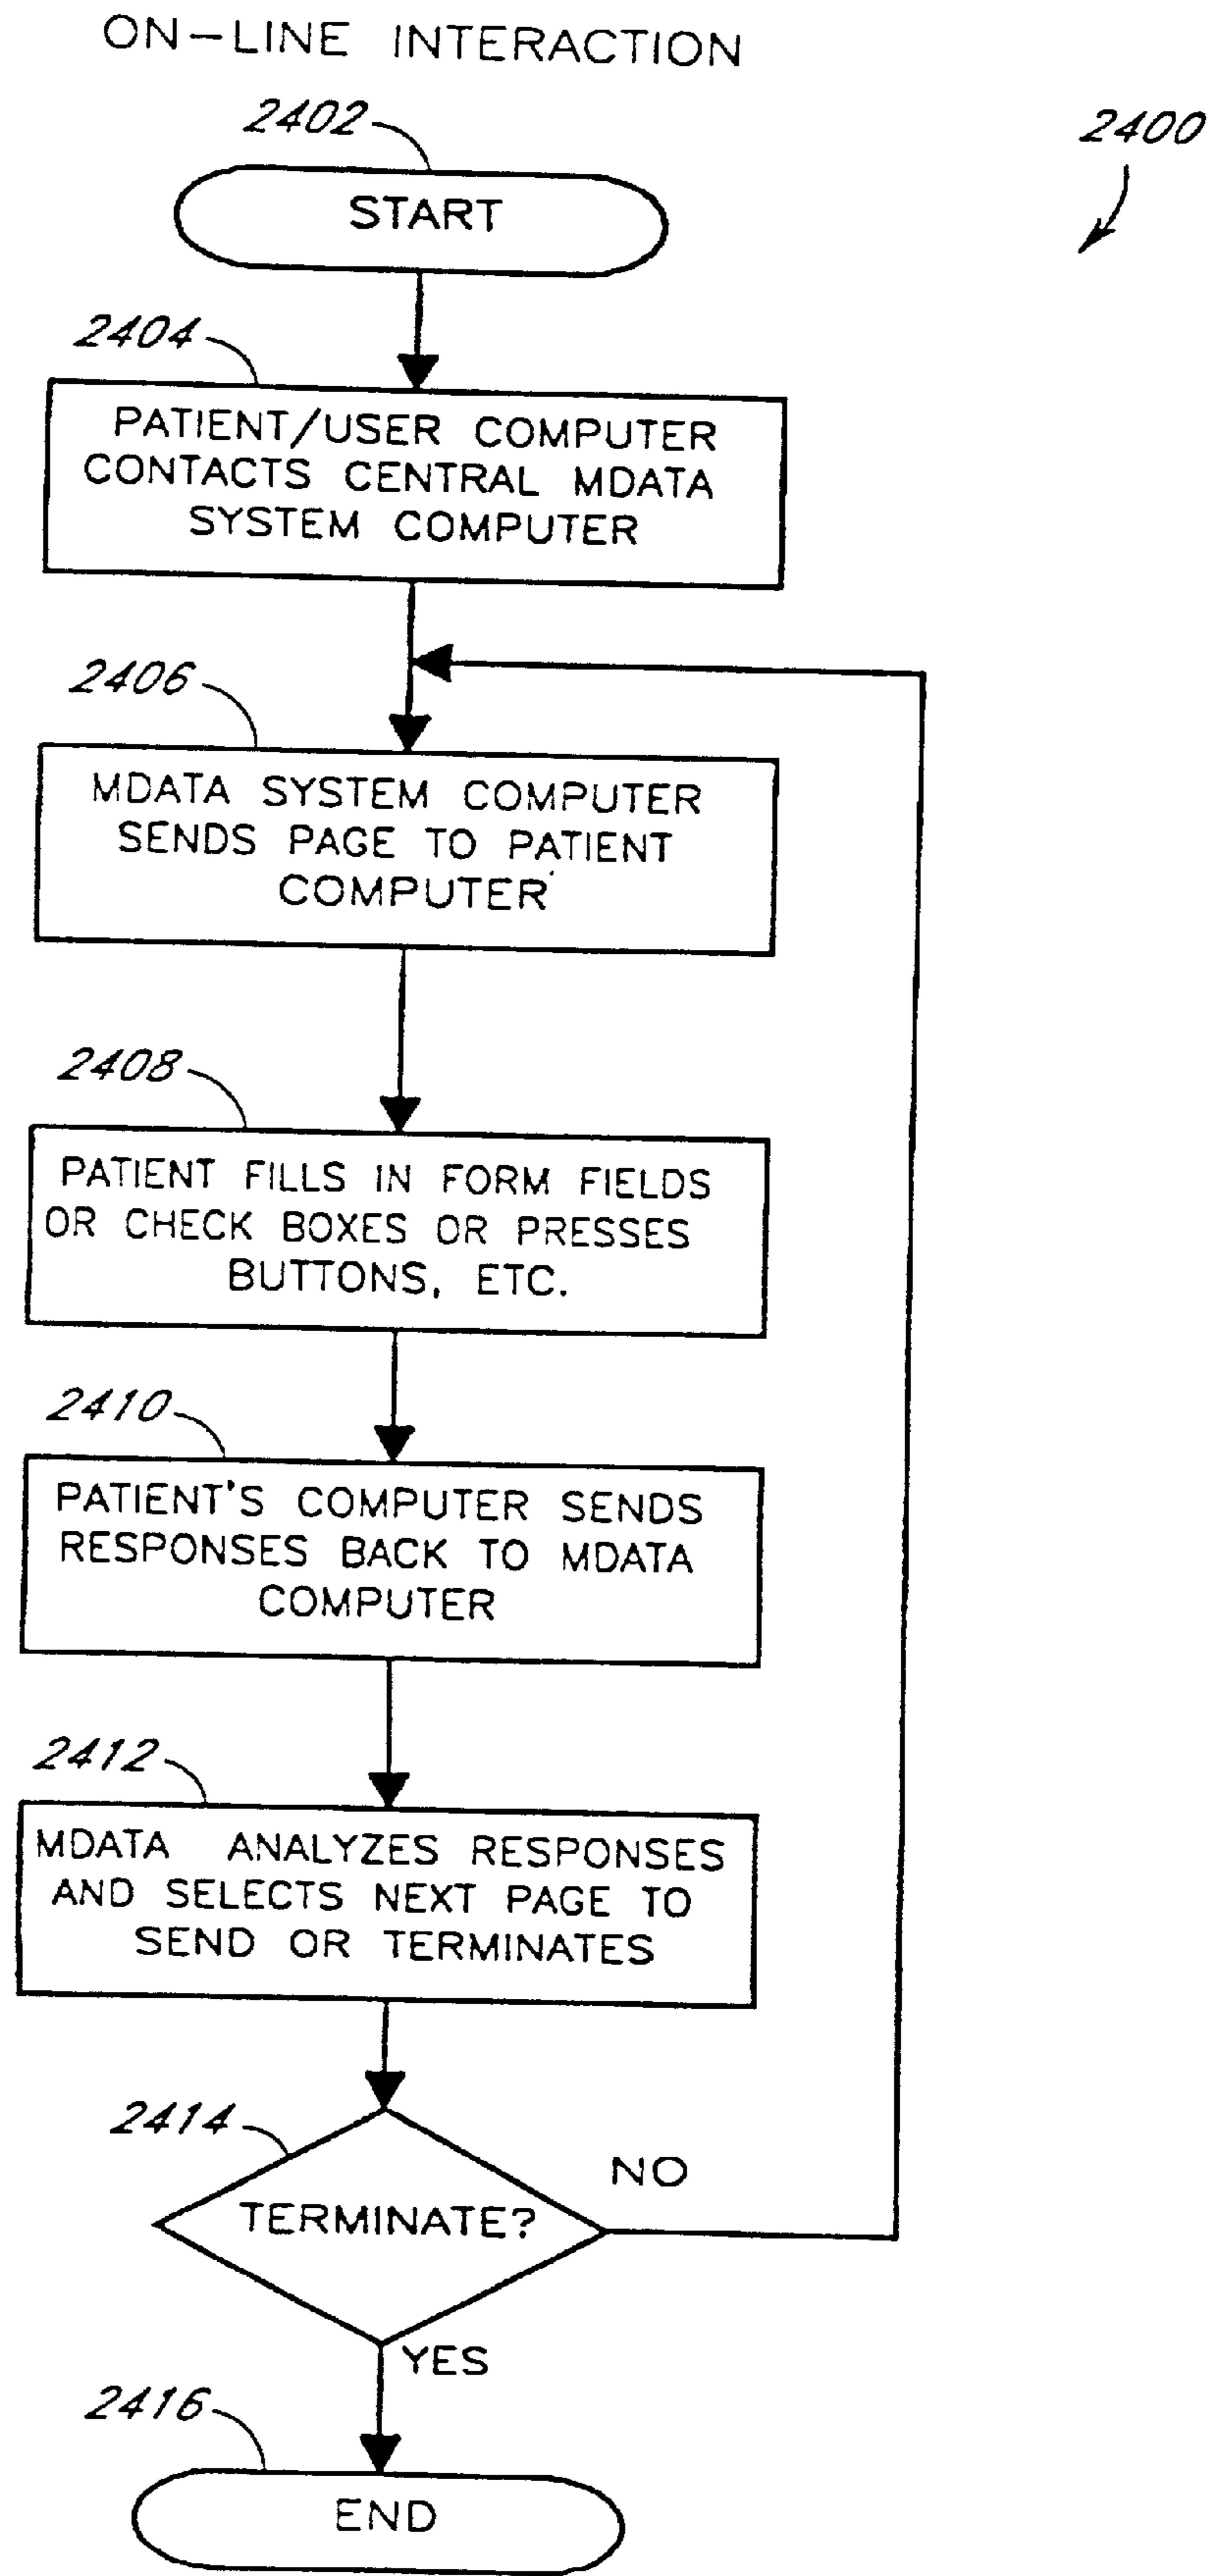 ON-LINE INTERACTION
2402
2400
START
2404
PATIENT/USER COMPUTER
CONTACTS CENTRAL MDATA
SYSTEM COMPUTER
2406
MDATA SYSTEM COMPUTER
SENDS PAGE TO PATIENT
COMPUTER
2408
PATIENT FILLS IN FORM FIELDS
OR CHECK BOXES OR PRESSES
BUTTONS, ETC.
2410
PATIENT'S COMPUTER SENDS
RESPONSES BACK TO MDATA
COMPUTER
2412
MDATA ANALYZES RESPONSES
AND SELECTS NEXT PAGE TO
SEND OR TERMINATES
2414
NO
TERMINATE?
YES
2416
END